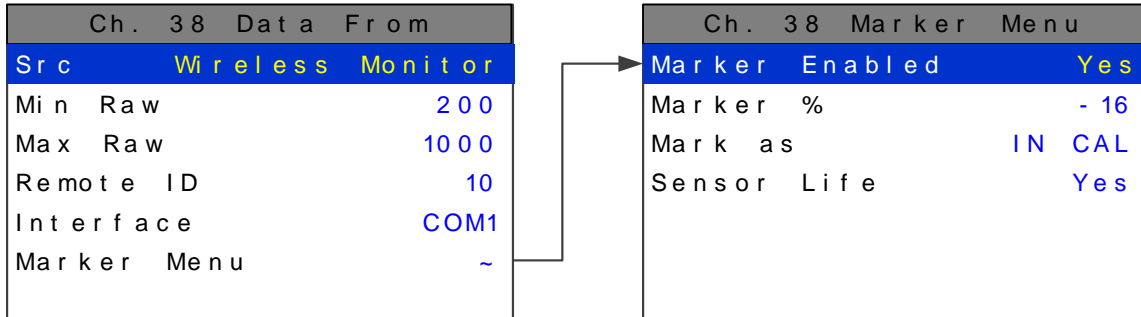 Ch. 38 Data From
Src Wireless Monitor
Min Raw 200
Max Raw 1000
Remote ID 10
Interface COM1
Marker Menu ~
Ch. 38 Marker Menu
Marker Enabled Yes
Marker % -16
Mark as IN CAL
Sensor Life Yes